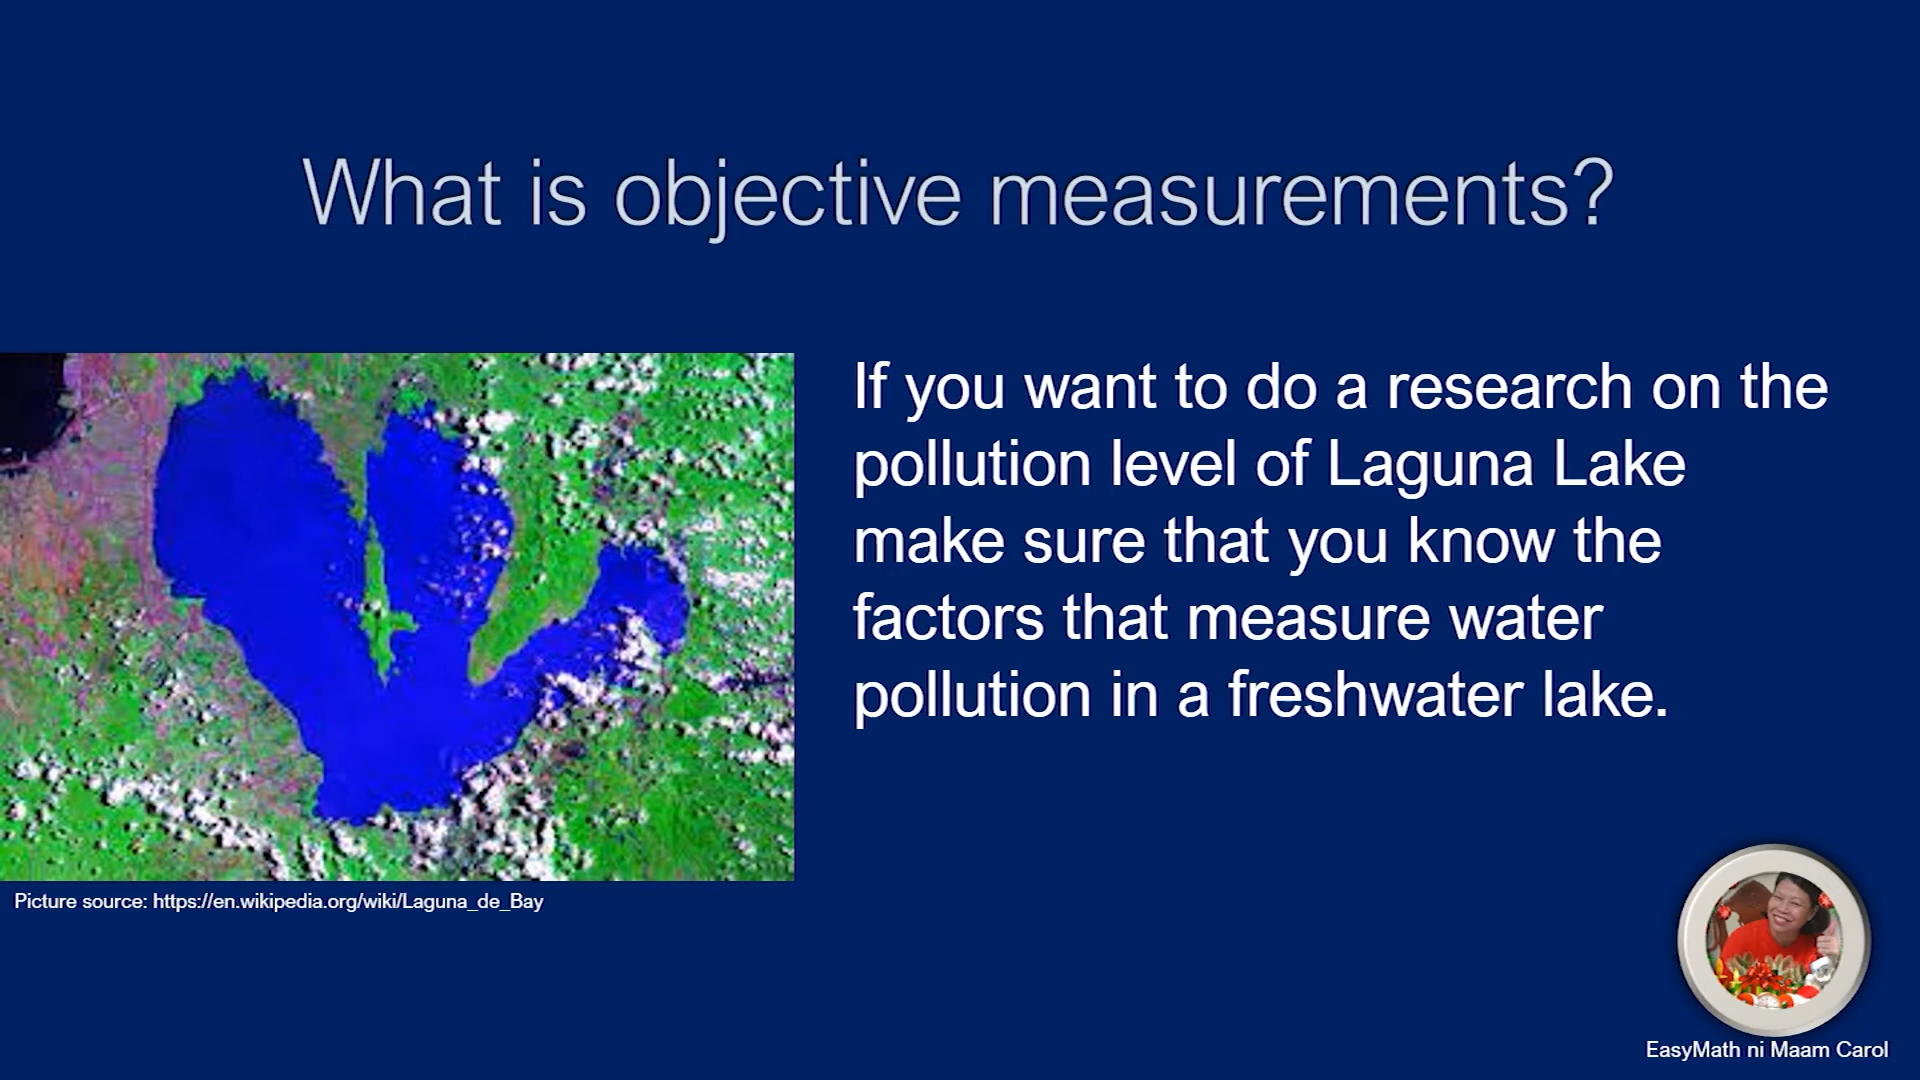 What is objective measurements?
If you want to do a research on the
pollution level of Laguna Lake
make sure that you know the
factors that measure water
pollution in a freshwater lake.
Picture source: https://en.wikipedia.org/wiki/Laguna_de_Bay
EasyMath ni Maam Carol